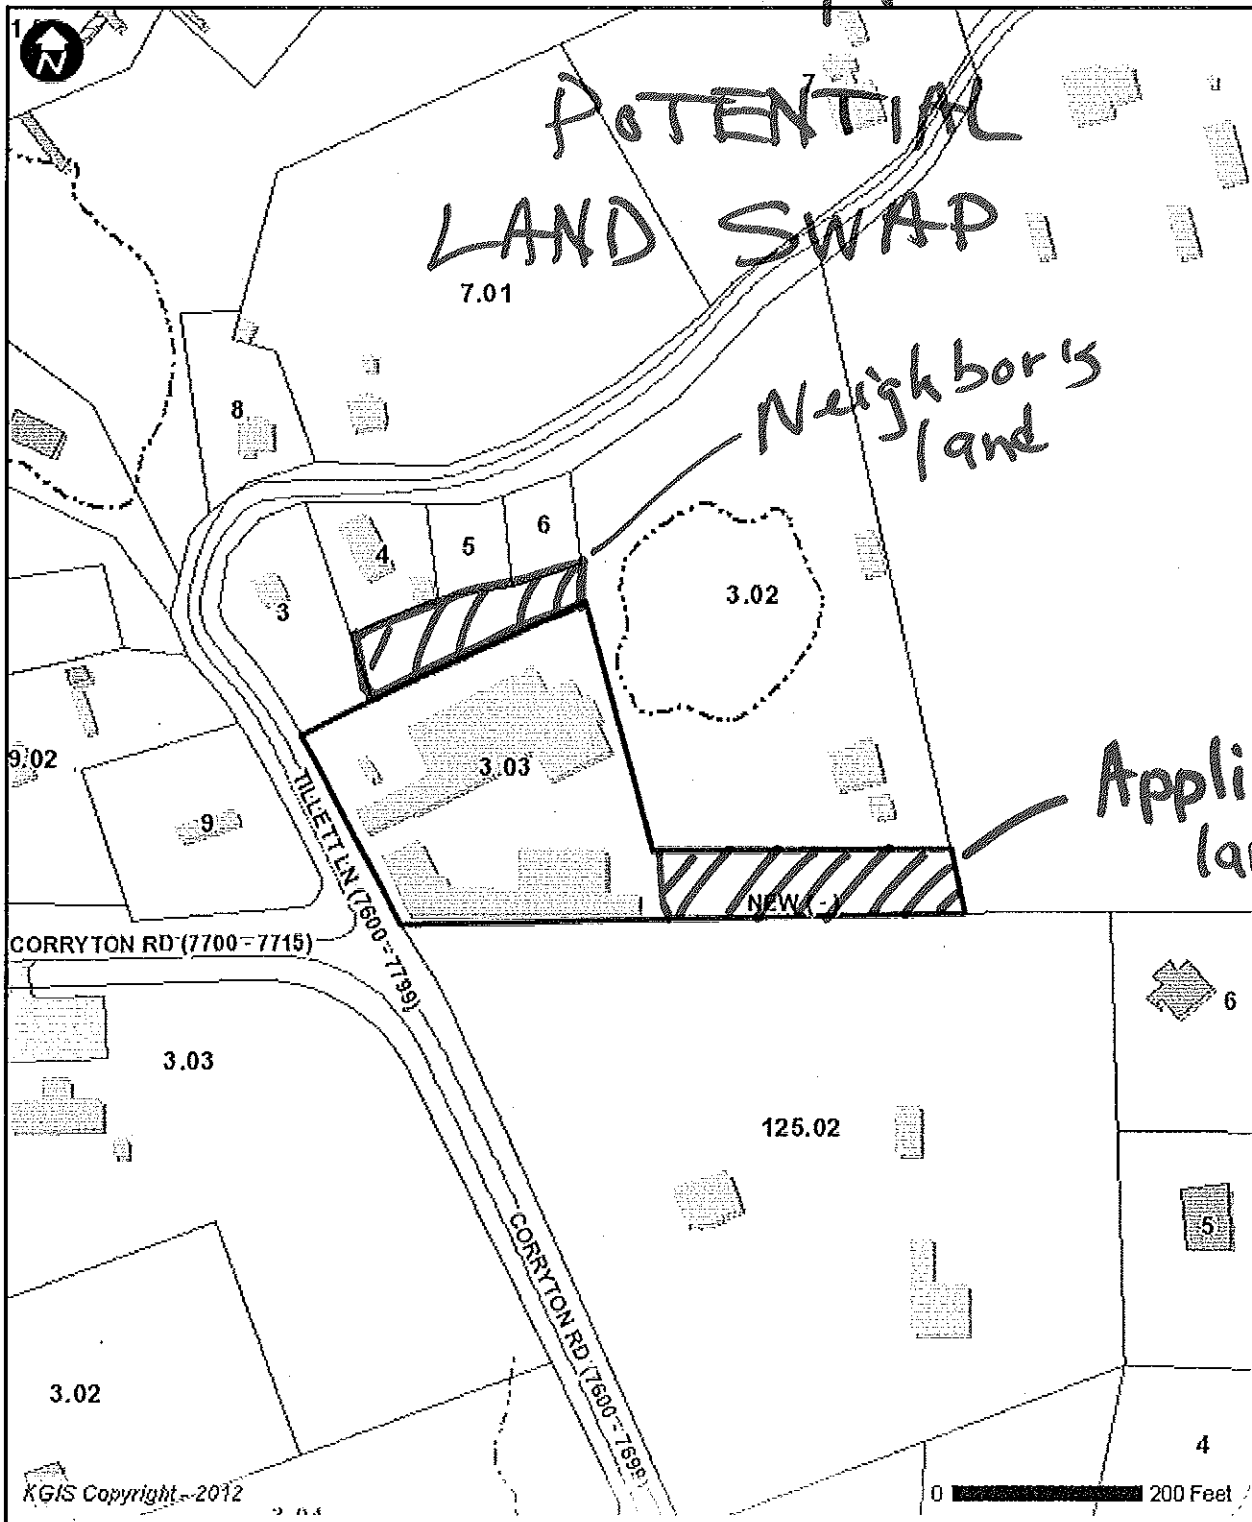 N
POTENTIAL
LAND SWAP
7
7.01
Neighbor's
land
8
6
5
4
3
3.02
9.02
3.03
9
Appli
TILLETT LN (7600 - 7799)
NEW ( - )
CORRYTON RD (7700 - 7715)
6
3.03
125.02
5
CORRYTON RD (7600 - 7699)
3.02
4
KGIS Copyright - 2012
0 200 Feet